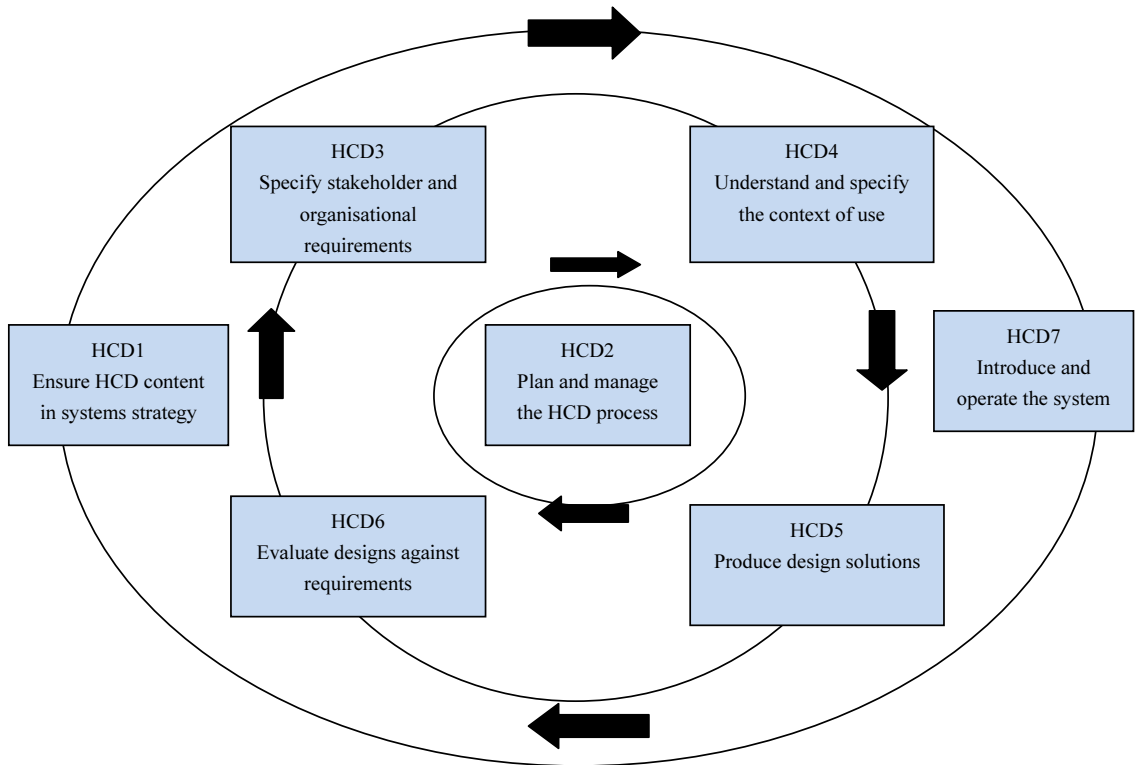 HCD3
Specify stakeholder and
organisational
requirements
HCD4
Understand and specify
the context of use
HCD1
Ensure HCD content
in systems strategy
HCD2
Plan and manage
the HCD process
HCD7
Introduce and
operate the system
HCD6
Evaluate designs against
requirements
HCD5
Produce design solutions